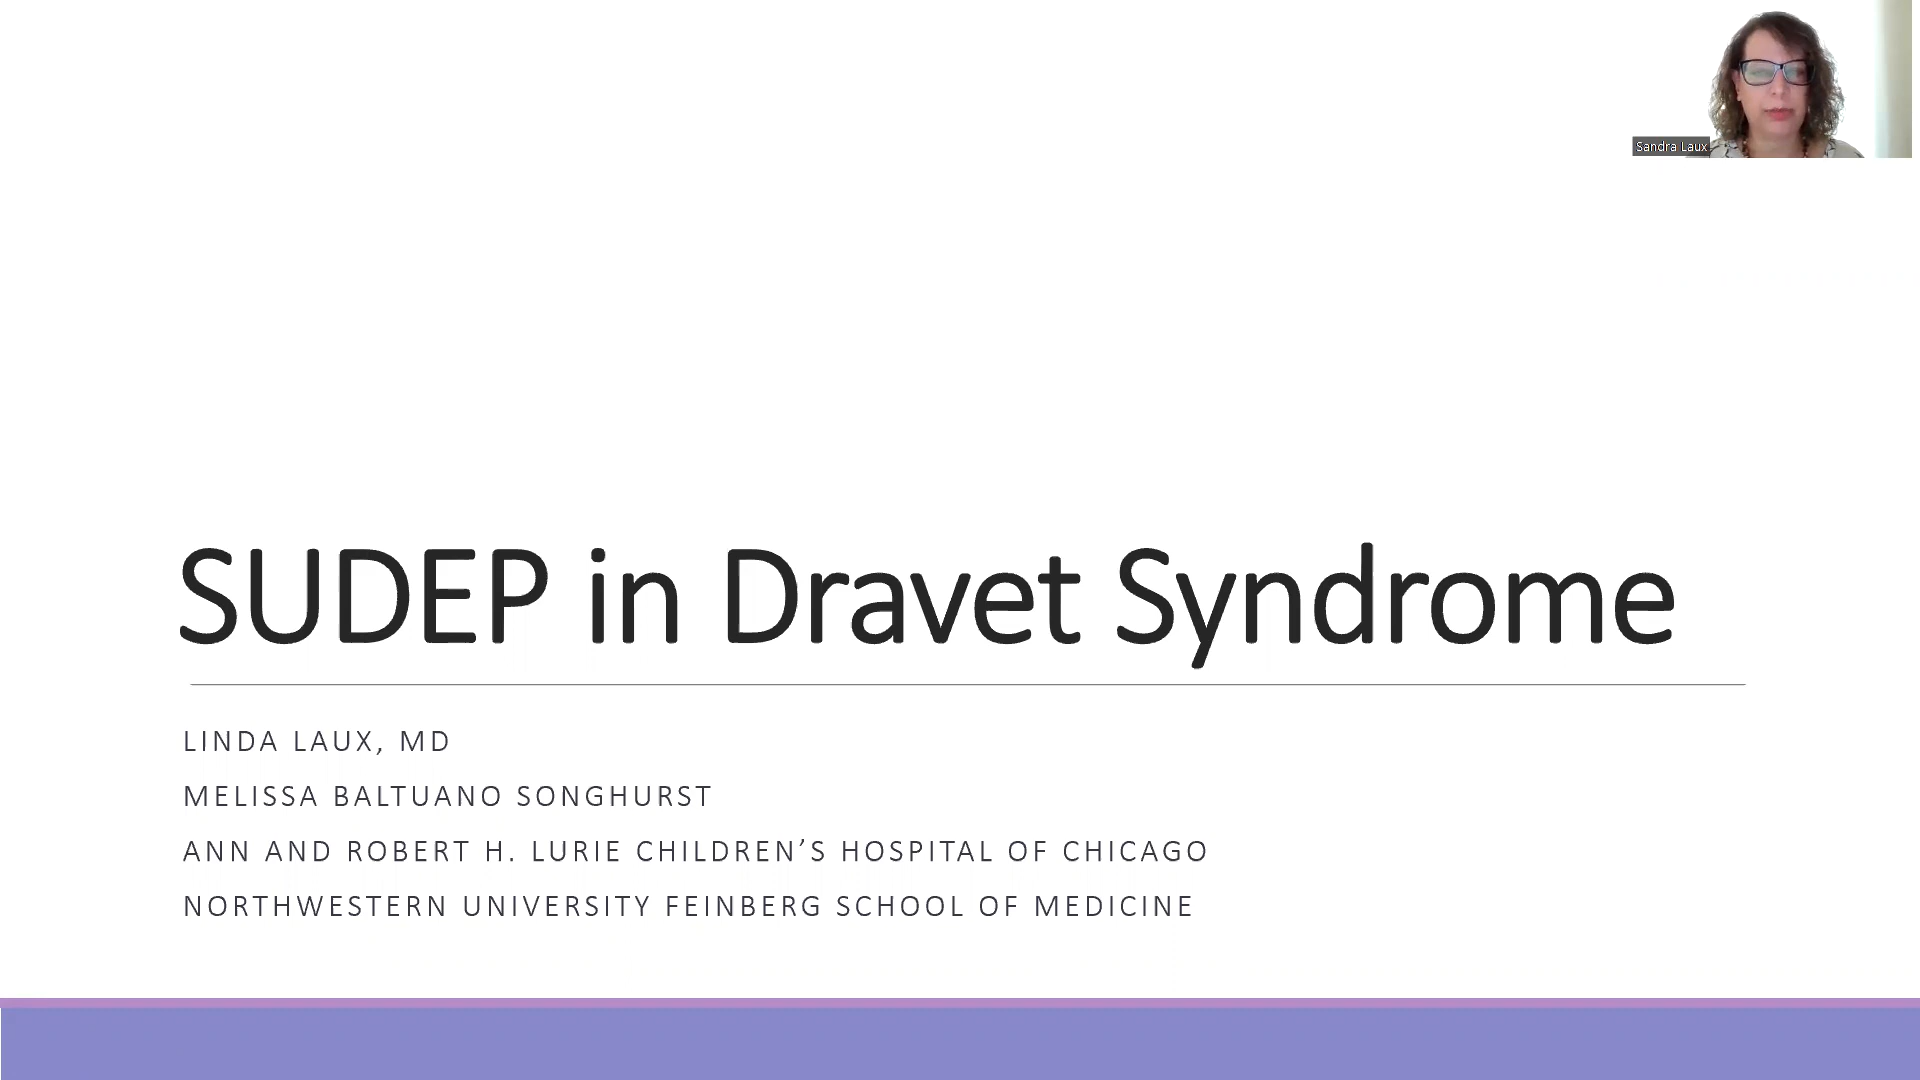 Sandra Laux
SUDEP in Dravet Syndrome
LINDA LAUX, MD
MELISSA BALTUANO SONGHURST
ANN AND ROBERT H. LURIE CHILDREN’S HOSPITAL OF CHICAGO
NORTHWESTERN UNIVERSITY FEINBERG SCHOOL OF MEDICINE